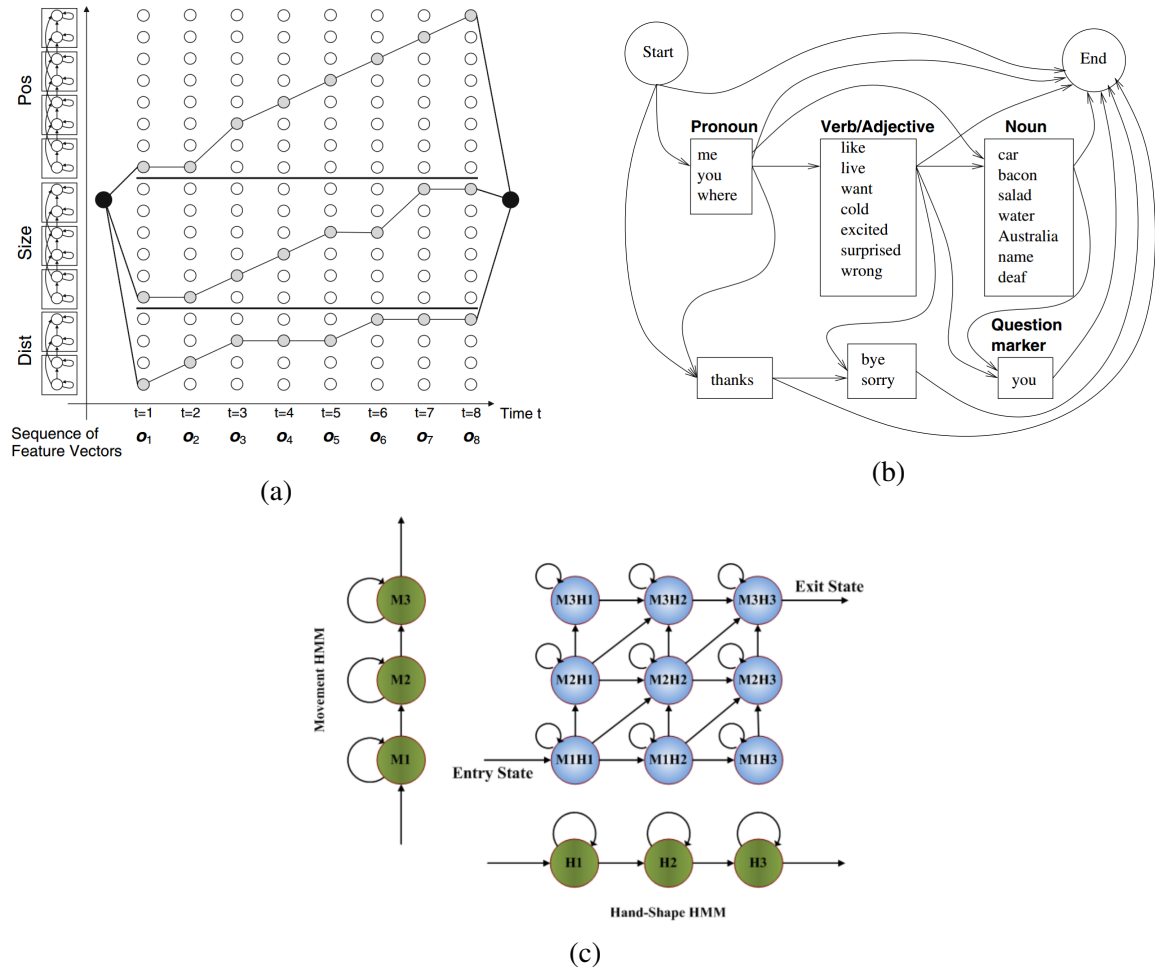 Pos
Size
Dist
t=1 t=2 t=3 t=4 t=5 t=6 t=7 t=8 Time t
Sequence of
Feature Vectors
o1 o2 o3 o4 o5 o6 o7 o8
(a)
Start
End
Pronoun
me
you
where
Verb/Adjective
like
live
want
cold
excited
surprised
wrong
Noun
car
bacon
salad
water
Australia
name
deaf
Question
marker
thanks
bye
sorry
you
(b)
Movement HMM
M3
M2
M1
M3H1 M3H2 M3H3
Exit State
M2H1 M2H2 M2H3
M1H1 M1H2 M1H3
Entry State
H1 H2 H3
Hand-Shape HMM
(c)